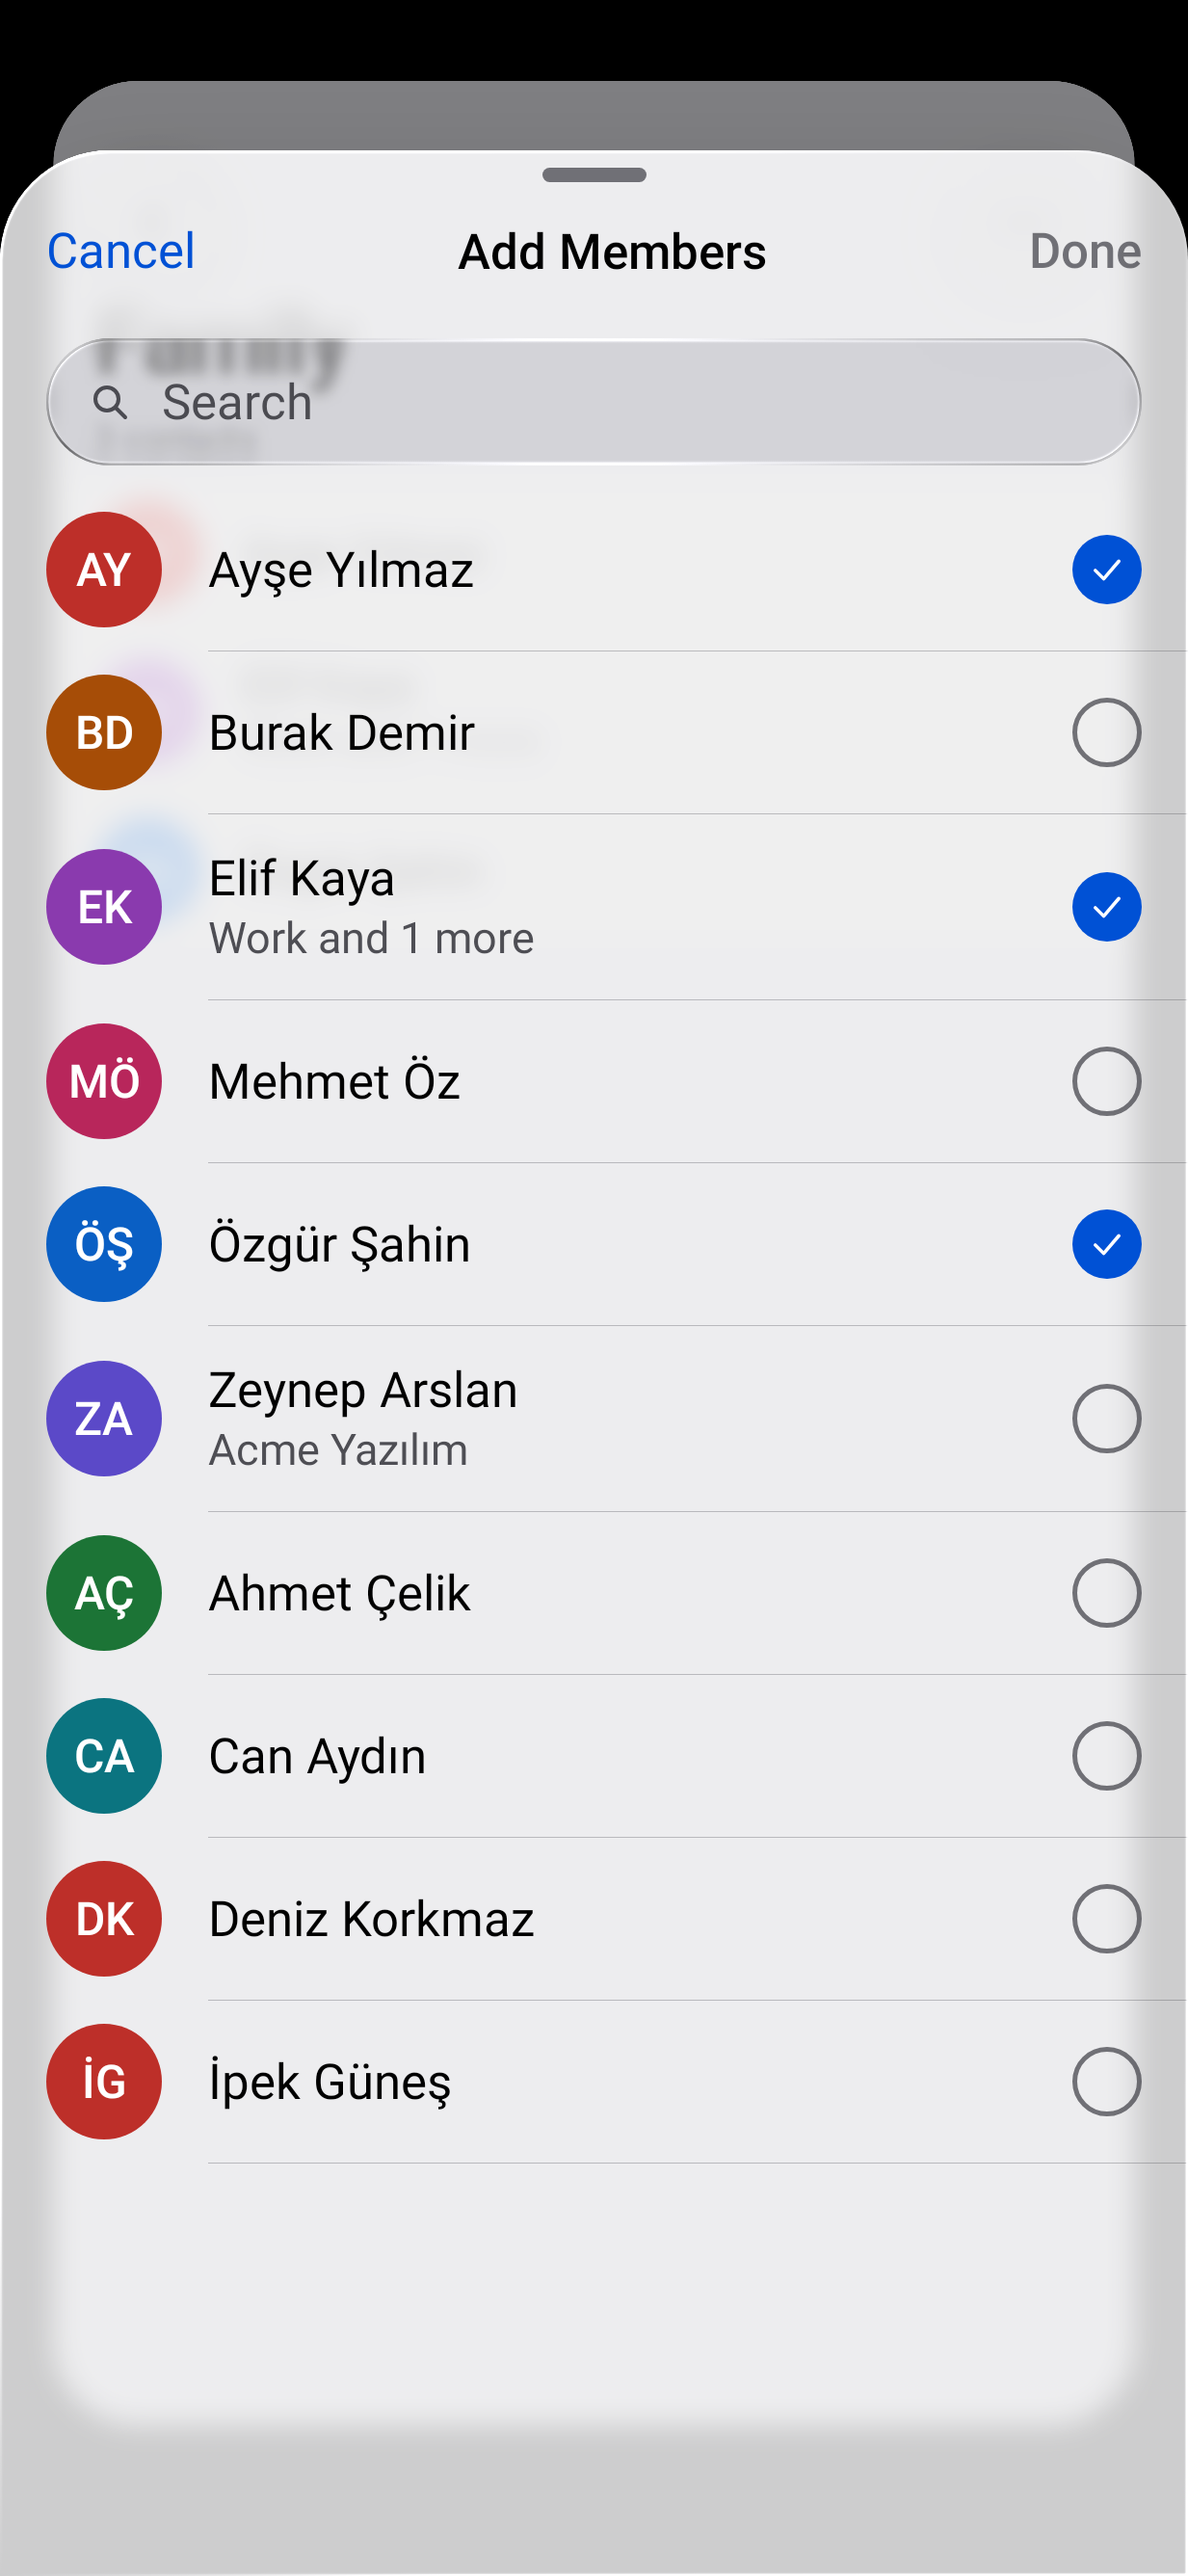 Cancel
Add Members
Done
Family
Search
AY
Ayşe Yılmaz
BD
Burak Demir
EK
Elif Kaya
Work and 1 more
MÖ
Mehmet Öz
ÖŞ
Özgür Şahin
ZA
Zeynep Arslan
Acme Yazılım
AÇ
Ahmet Çelik
CA
Can Aydın
DK
Deniz Korkmaz
İG
İpek Güneş